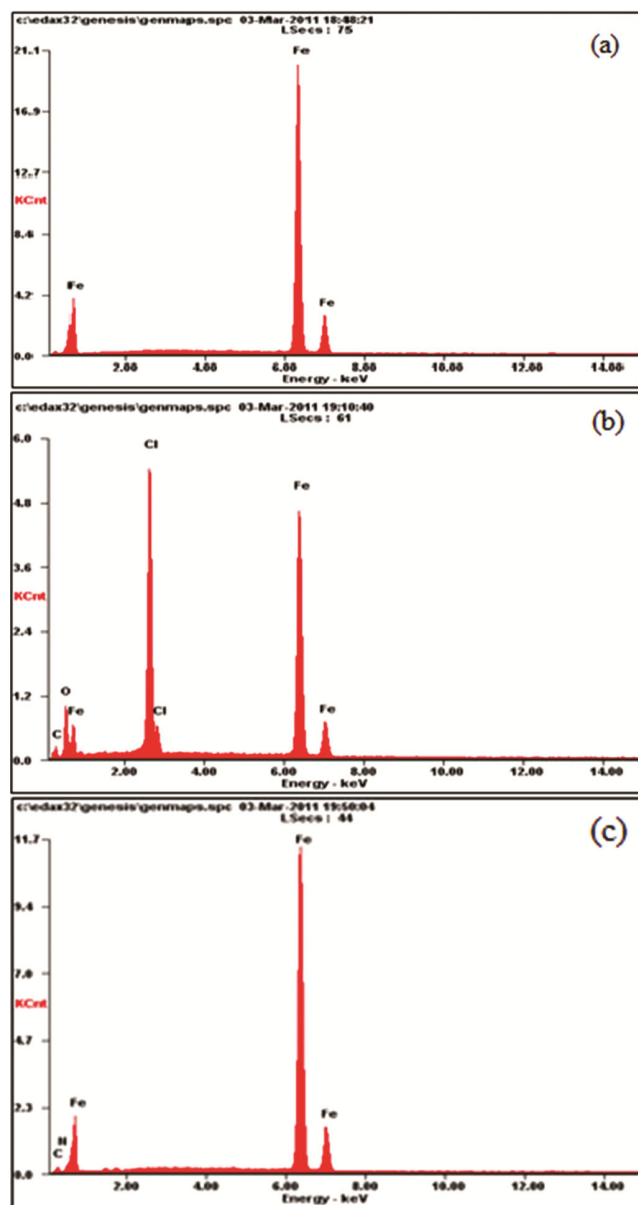 c:\edax32\genesis\genmaps.spc 03-Mar-2011 18:48:21
LSecs : 75
(a)
21.1
Fe
16.9
12.7
KCnt
8.4
4.2
Fe
Fe
0.0
2.00 4.00 6.00 8.00 10.00 12.00 14.00
Energy - keV
c:\edax32\genesis\genmaps.spc 03-Mar-2011 19:10:40
LSecs : 61
(b)
6.0
Cl
4.8
Fe
3.6
KCnt
2.4
1.2
O
Fe
Cl
Fe
C
0.0
2.00 4.00 6.00 8.00 10.00 12.00 14.00
Energy - keV
c:\edax32\genesis\genmaps.spc 03-Mar-2011 19:50:04
LSecs : 44
(c)
11.7
Fe
9.4
7.0
KCnt
4.7
2.3
Fe
Fe
N
C
0.0
2.00 4.00 6.00 8.00 10.00 12.00 14.00
Energy - keV